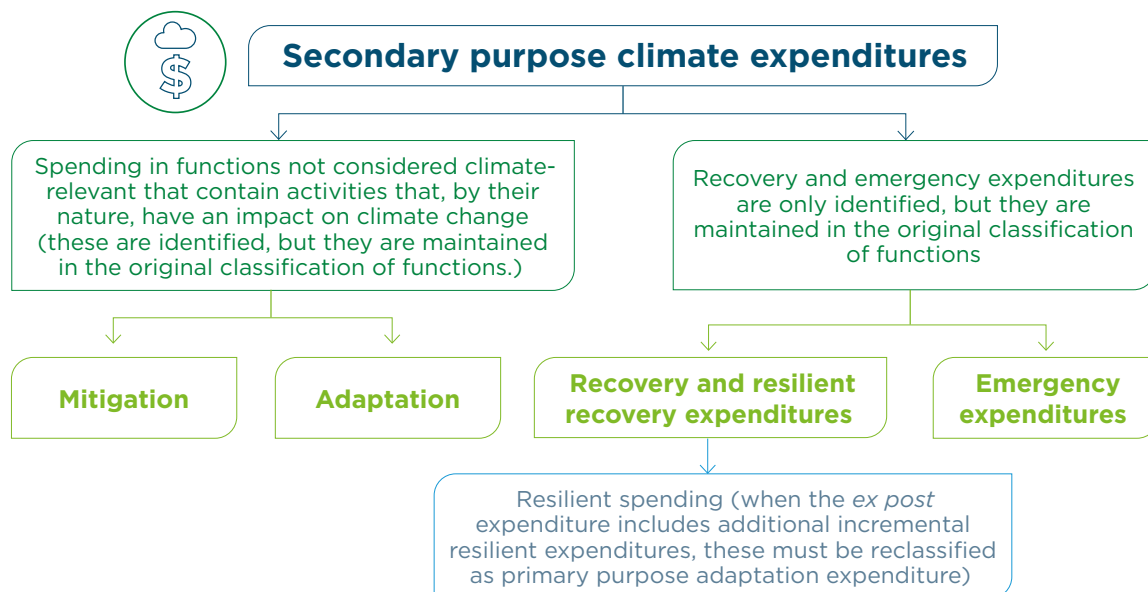 $
Secondary purpose climate expenditures
Spending in functions not considered climate-
relevant that contain activities that, by their
nature, have an impact on climate change
(these are identified, but they are maintained
in the original classification of functions.)
Recovery and emergency expenditures
are only identified, but they are
maintained in the original classification
of functions
Mitigation
Adaptation
Recovery and resilient
recovery expenditures
Emergency
expenditures
Resilient spending (when the ex post
expenditure includes additional incremental
resilient expenditures, these must be reclassified
as primary purpose adaptation expenditure)